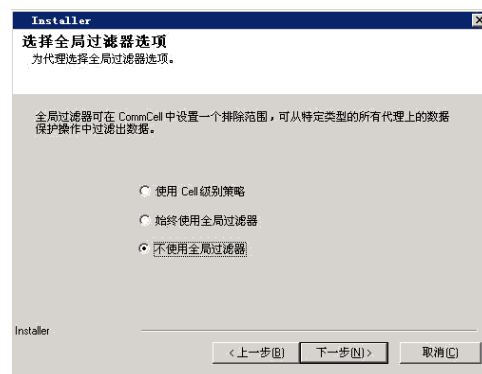 Installer
选择全局过滤器选项
为代理选择全局过滤器选项。
全局过滤器可在 CommCell 中设置一个排除范围，可从特定类型的所有代理上的数据
保护操作中过滤出数据。
使用 Cell 级别策略
始终使用全局过滤器
不使用全局过滤器
Installer
<上一步(B)
下一步(N)>
取消(C)